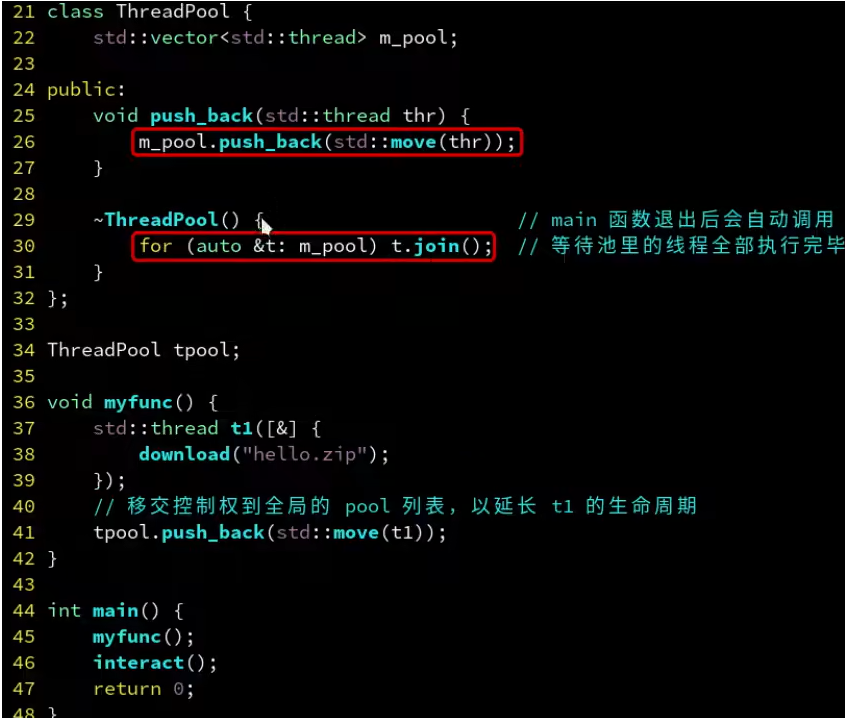 21 class ThreadPool {
22     std::vector<std::thread> m_pool;
23
24 public:
25     void push_back(std::thread thr) {
26         m_pool.push_back(std::move(thr));
27     }
28
29     ~ThreadPool() {                      // main 函数退出后会自动调用
30         for (auto &t: m_pool) t.join();  // 等待池里的线程全部执行完毕
31     }
32 };
33
34 ThreadPool tpool;
35
36 void myfunc() {
37     std::thread t1([&] {
38         download("hello.zip");
39     });
40     // 移交控制权到全局的 pool 列表，以延长 t1 的生命周期
41     tpool.push_back(std::move(t1));
42 }
43
44 int main() {
45     myfunc();
46     interact();
47     return 0;
48 }